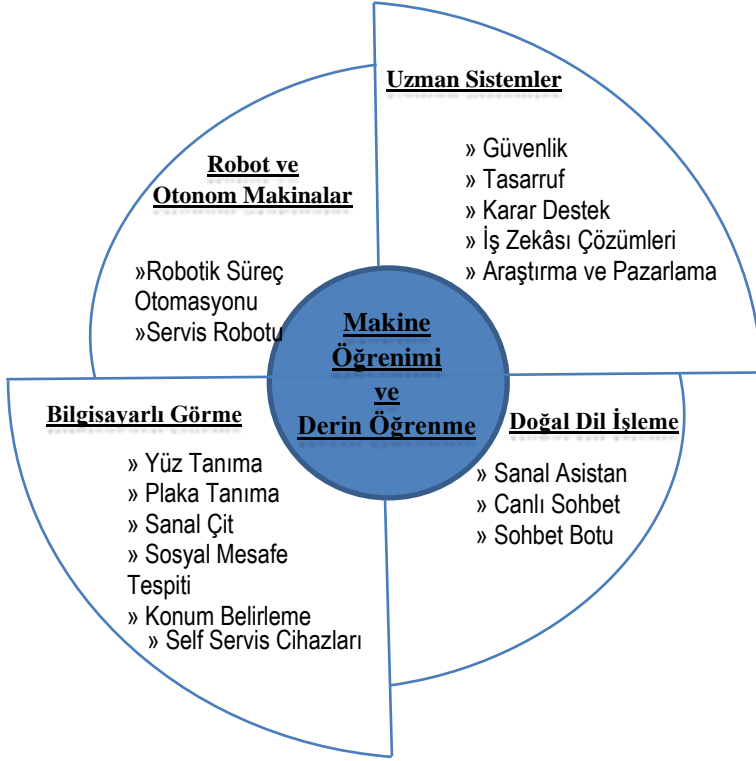 Uzman Sistemler
» Güvenlik
» Tasarruf
» Karar Destek
» İş Zekâsı Çözümleri
» Araştırma ve Pazarlama
Robot ve
Otonom Makinalar
»Robotik Süreç
Otomasyonu
»Servis Robotu
Makine
Öğrenimi
ve
Derin Öğrenme
Bilgisayarlı Görme
» Yüz Tanıma
» Plaka Tanıma
» Sanal Çit
» Sosyal Mesafe
Tespiti
» Konum Belirleme
» Self Servis Cihazları
Doğal Dil İşleme
» Sanal Asistan
» Canlı Sohbet
» Sohbet Botu